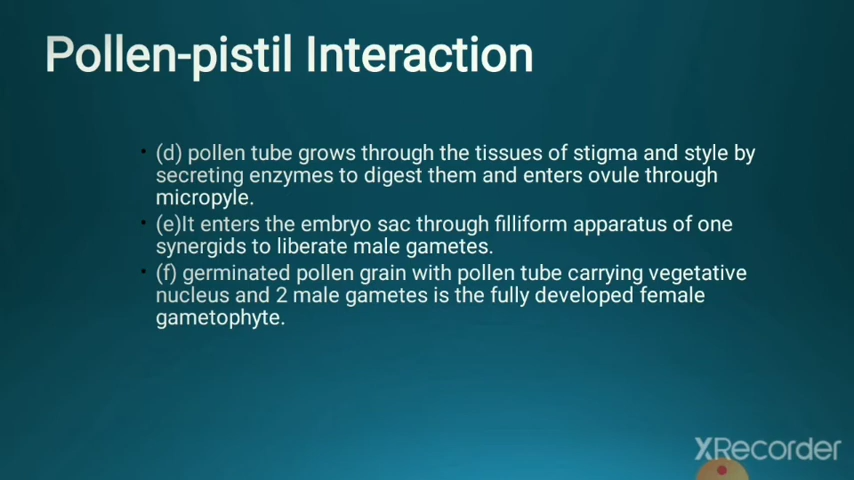 Pollen-pistil Interaction
• (d) pollen tube grows through the tissues of stigma and style by
secreting enzymes to digest them and enters ovule through
micropyle.
• (e)It enters the embryo sac through filliform apparatus of one
synergids to liberate male gametes.
• (f) germinated pollen grain with pollen tube carrying vegetative
nucleus and 2 male gametes is the fully developed female
gametophyte.
XRecorder